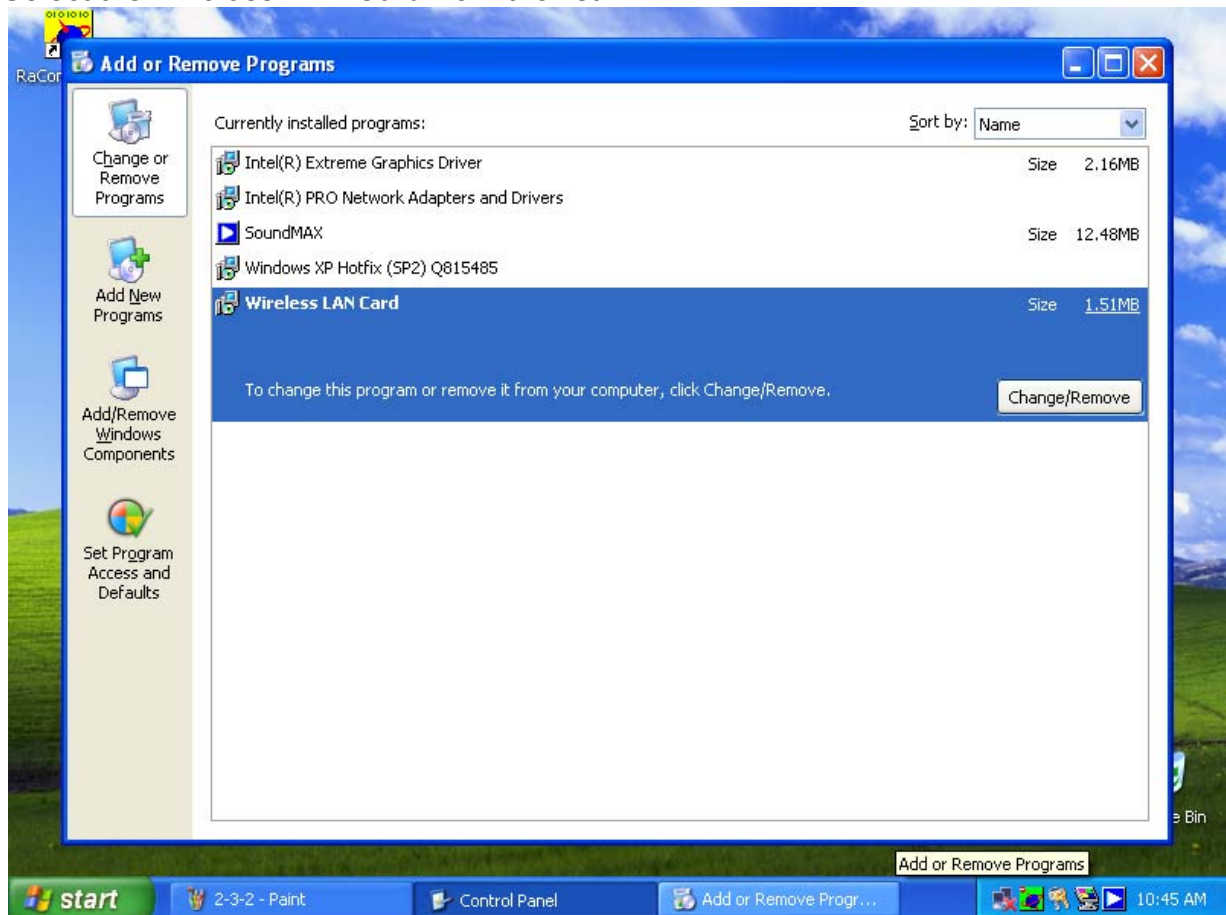 RaCor
Add or Remove Programs
Change or
Remove
Programs
Add New
Programs
Add/Remove
Windows
Components
Set Program
Access and
Defaults
Currently installed programs:
Sort by: Name
Intel(R) Extreme Graphics Driver Size 2.16MB
Intel(R) PRO Network Adapters and Drivers
SoundMAX Size 12.48MB
Windows XP Hotfix (SP2) Q815485
Wireless LAN Card Size 1.51MB
To change this program or remove it from your computer, click Change/Remove.
Change/Remove
e Bin
Add or Remove Programs
start
2-3-2 - Paint
Control Panel
Add or Remove Progr...
10:45 AM